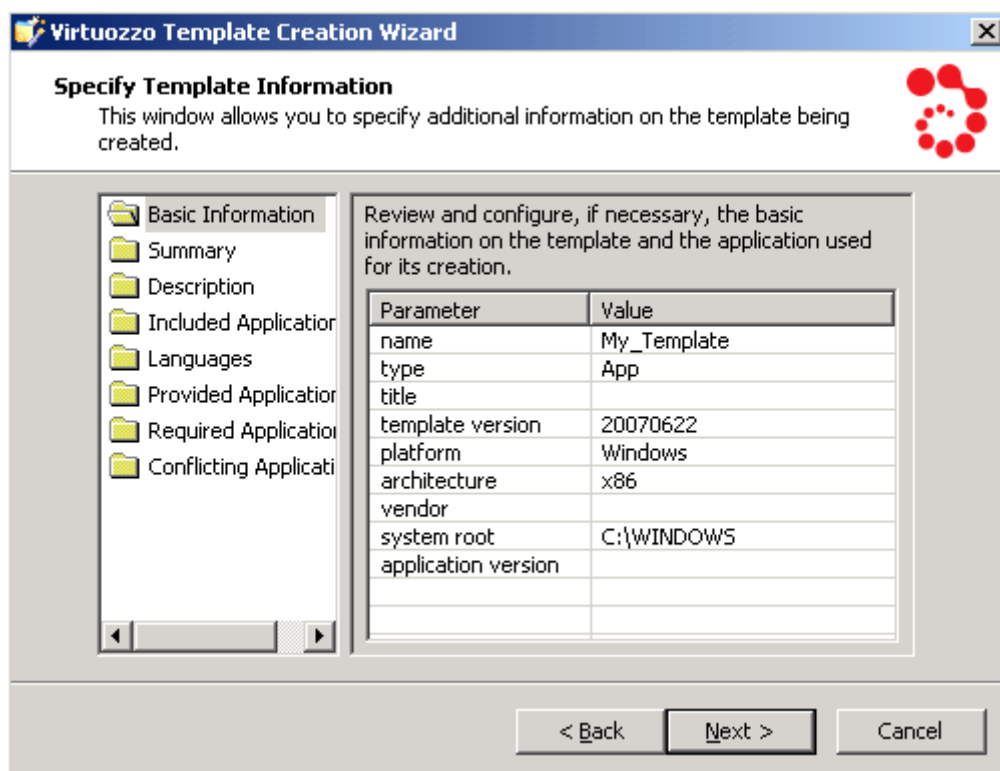 Virtuozzo Template Creation Wizard
Specify Template Information
This window allows you to specify additional information on the template being
created.
Basic Information
Summary
Description
Included Application
Languages
Provided Application
Required Application
Conflicting Applicati
Review and configure, if necessary, the basic
information on the template and the application used
for its creation.
Parameter Value
name My_Template
type App
title
template version 20070622
platform Windows
architecture x86
vendor
system root C:\WINDOWS
application version
< Back Next > Cancel